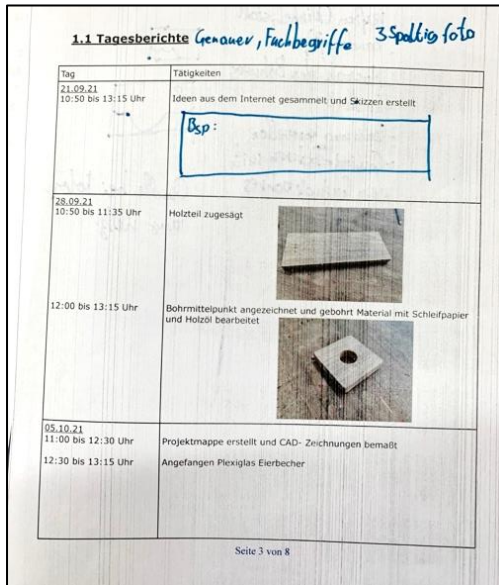 1.1 Tagesberichte Genauer, Fachbegriffe 3 Spaltig foto
Tag Tätigkeiten
21.09.21
10:50 bis 13:15 Uhr Ideen aus dem Internet gesammelt und Skizzen erstellt
Bsp:
28.09.21
10:50 bis 11:35 Uhr Holzteil zugesägt
12:00 bis 13:15 Uhr Bohrmittelpunkt angezeichnet und gebohrt Material mit Schleifpapier
und Holzöl bearbeitet
05.10.21
11:00 bis 12:30 Uhr Projektmappe erstellt und CAD- Zeichnungen bemaßt
12:30 bis 13:15 Uhr Angefangen Plexiglas Eierbecher
Seite 3 von 8